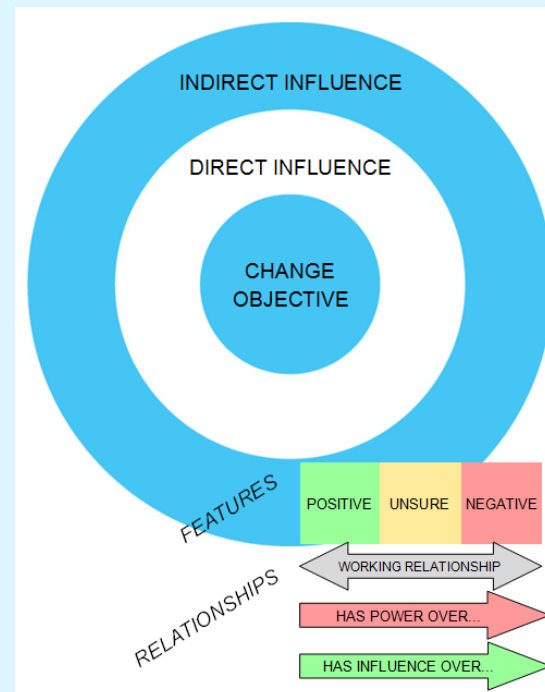 INDIRECT INFLUENCE
DIRECT INFLUENCE
CHANGE
OBJECTIVE
FEATURES
POSITIVE
UNSURE
NEGATIVE
RELATIONSHIPS
WORKING RELATIONSHIP
HAS POWER OVER...
HAS INFLUENCE OVER...